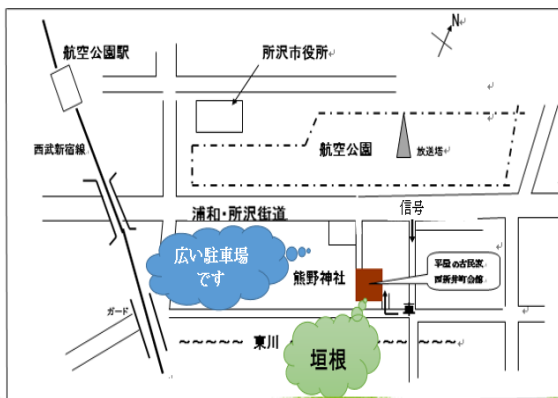 N
航空公園駅
所沢市役所
西武新宿線
航空公園
放送塔
浦和・所沢街道
信号
広い駐車場
です
熊野神社
平屋の古民家
西新井町会館
車
ガード
東川
垣根